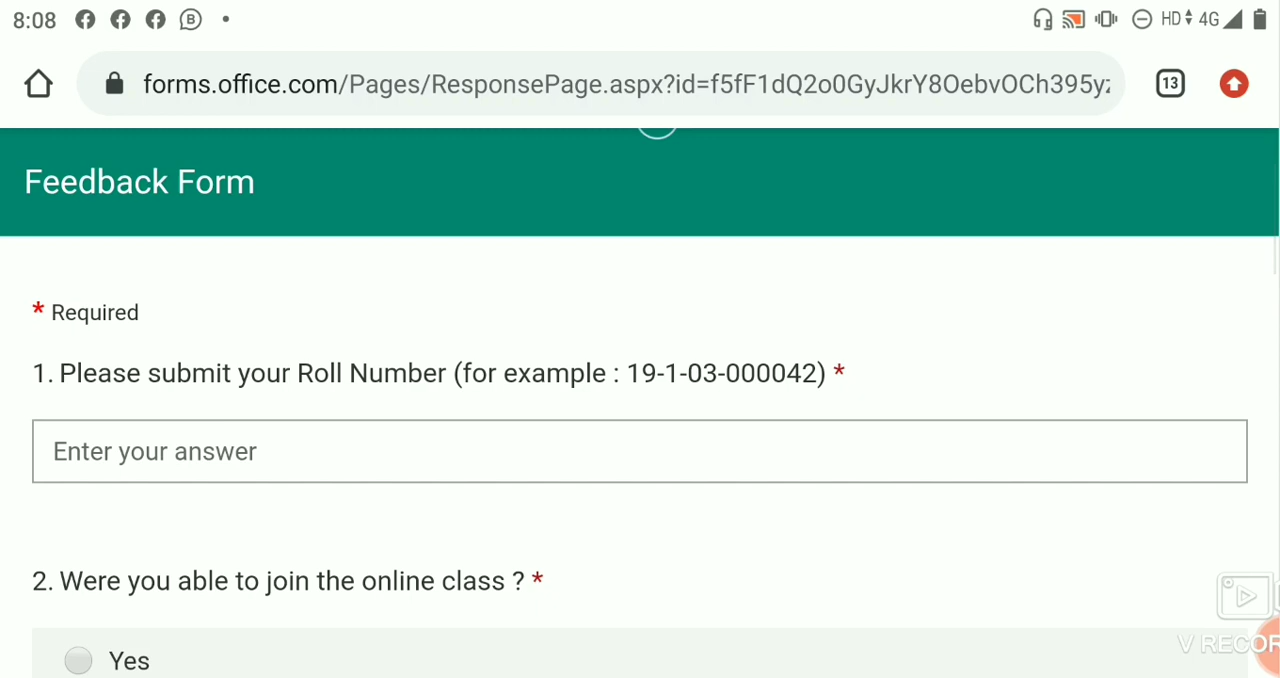 8:08 B HD 4G
forms.office.com/Pages/ResponsePage.aspx?id=f5fF1dQ2o0GyJkrY8OebvOCh395yz 13
Feedback Form
* Required
1. Please submit your Roll Number (for example : 19-1-03-000042) *
Enter your answer
2. Were you able to join the online class ? *
Yes
V RECOR